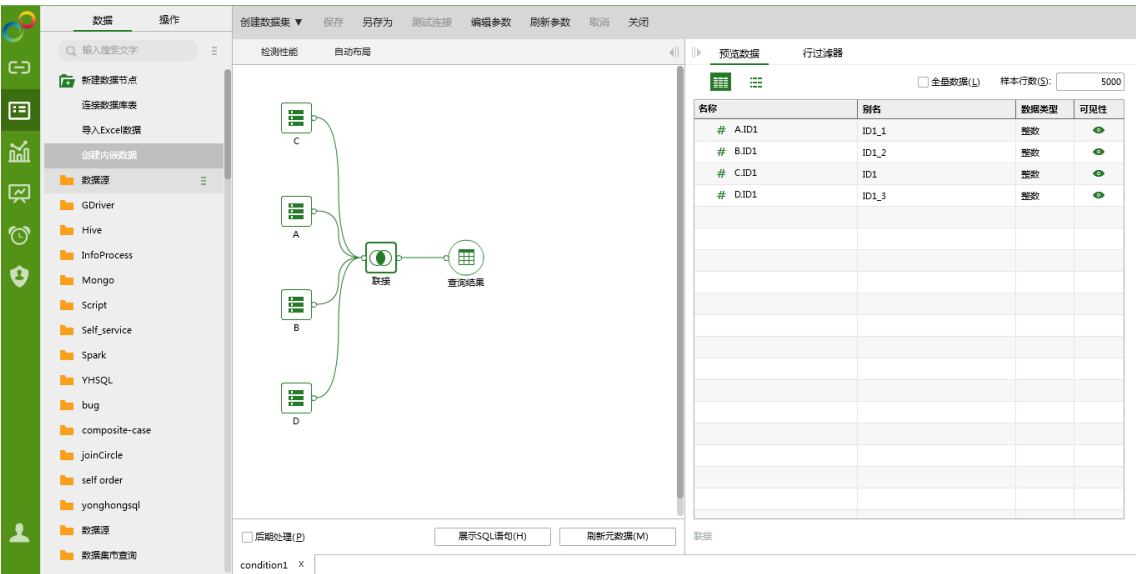 数据 操作
创建数据集 ▼ 保存 另存为 测试连接 编辑参数 刷新参数 取消 关闭
输入搜索文字
新建数据节点
连接数据库表
导入Excel数据
创建内嵌数据
数据源
GDriver
Hive
InfoProcess
Mongo
Script
Self_service
Spark
YHSQL
bug
composite-case
joinCircle
self order
yonghongsql
数据源
数据集市查询
检测性能 自动布局
C
A
联接
查询结果
B
D
后期处理(P) 展示SQL语句(H) 刷新元数据(M)
condition1 x
预览数据 行过滤器
全量数据(L) 样本行数(S): 5000
名称 别名 数据类型 可见性
# A.ID1 ID1_1 整数
# B.ID1 ID1_2 整数
# C.ID1 ID1 整数
# D.ID1 ID1_3 整数
联接